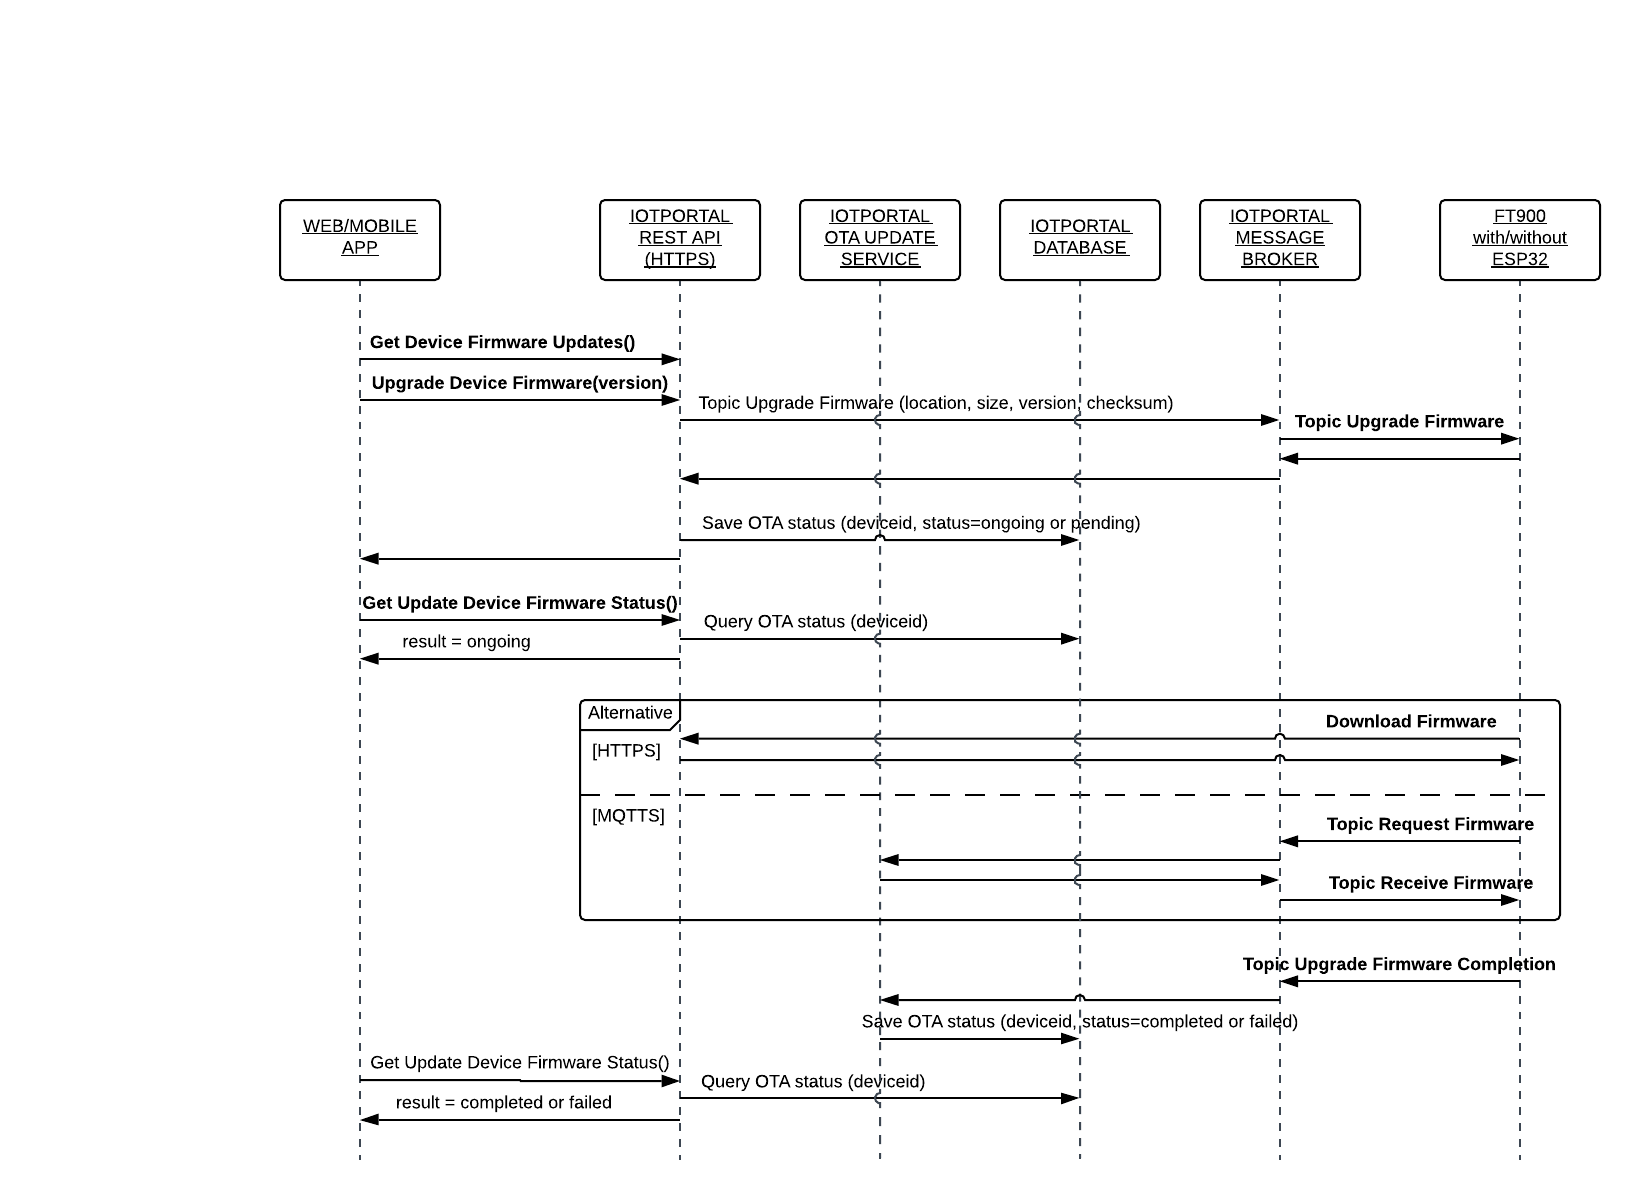 WEB/MOBILE
APP
IOTPORTAL
REST API
(HTTPS)
IOTPORTAL
OTA UPDATE
SERVICE
IOTPORTAL
DATABASE
IOTPORTAL
MESSAGE
BROKER
FT900
with/without
ESP32
Get Device Firmware Updates()
Upgrade Device Firmware(version)
Topic Upgrade Firmware (location, size, version, checksum)
Topic Upgrade Firmware
Save OTA status (deviceid, status=ongoing or pending)
Get Update Device Firmware Status()
Query OTA status (deviceid)
result = ongoing
Alternative
Download Firmware
[HTTPS]
[MQTTS]
Topic Request Firmware
Topic Receive Firmware
Topic Upgrade Firmware Completion
Save OTA status (deviceid, status=completed or failed)
Get Update Device Firmware Status()
Query OTA status (deviceid)
result = completed or failed